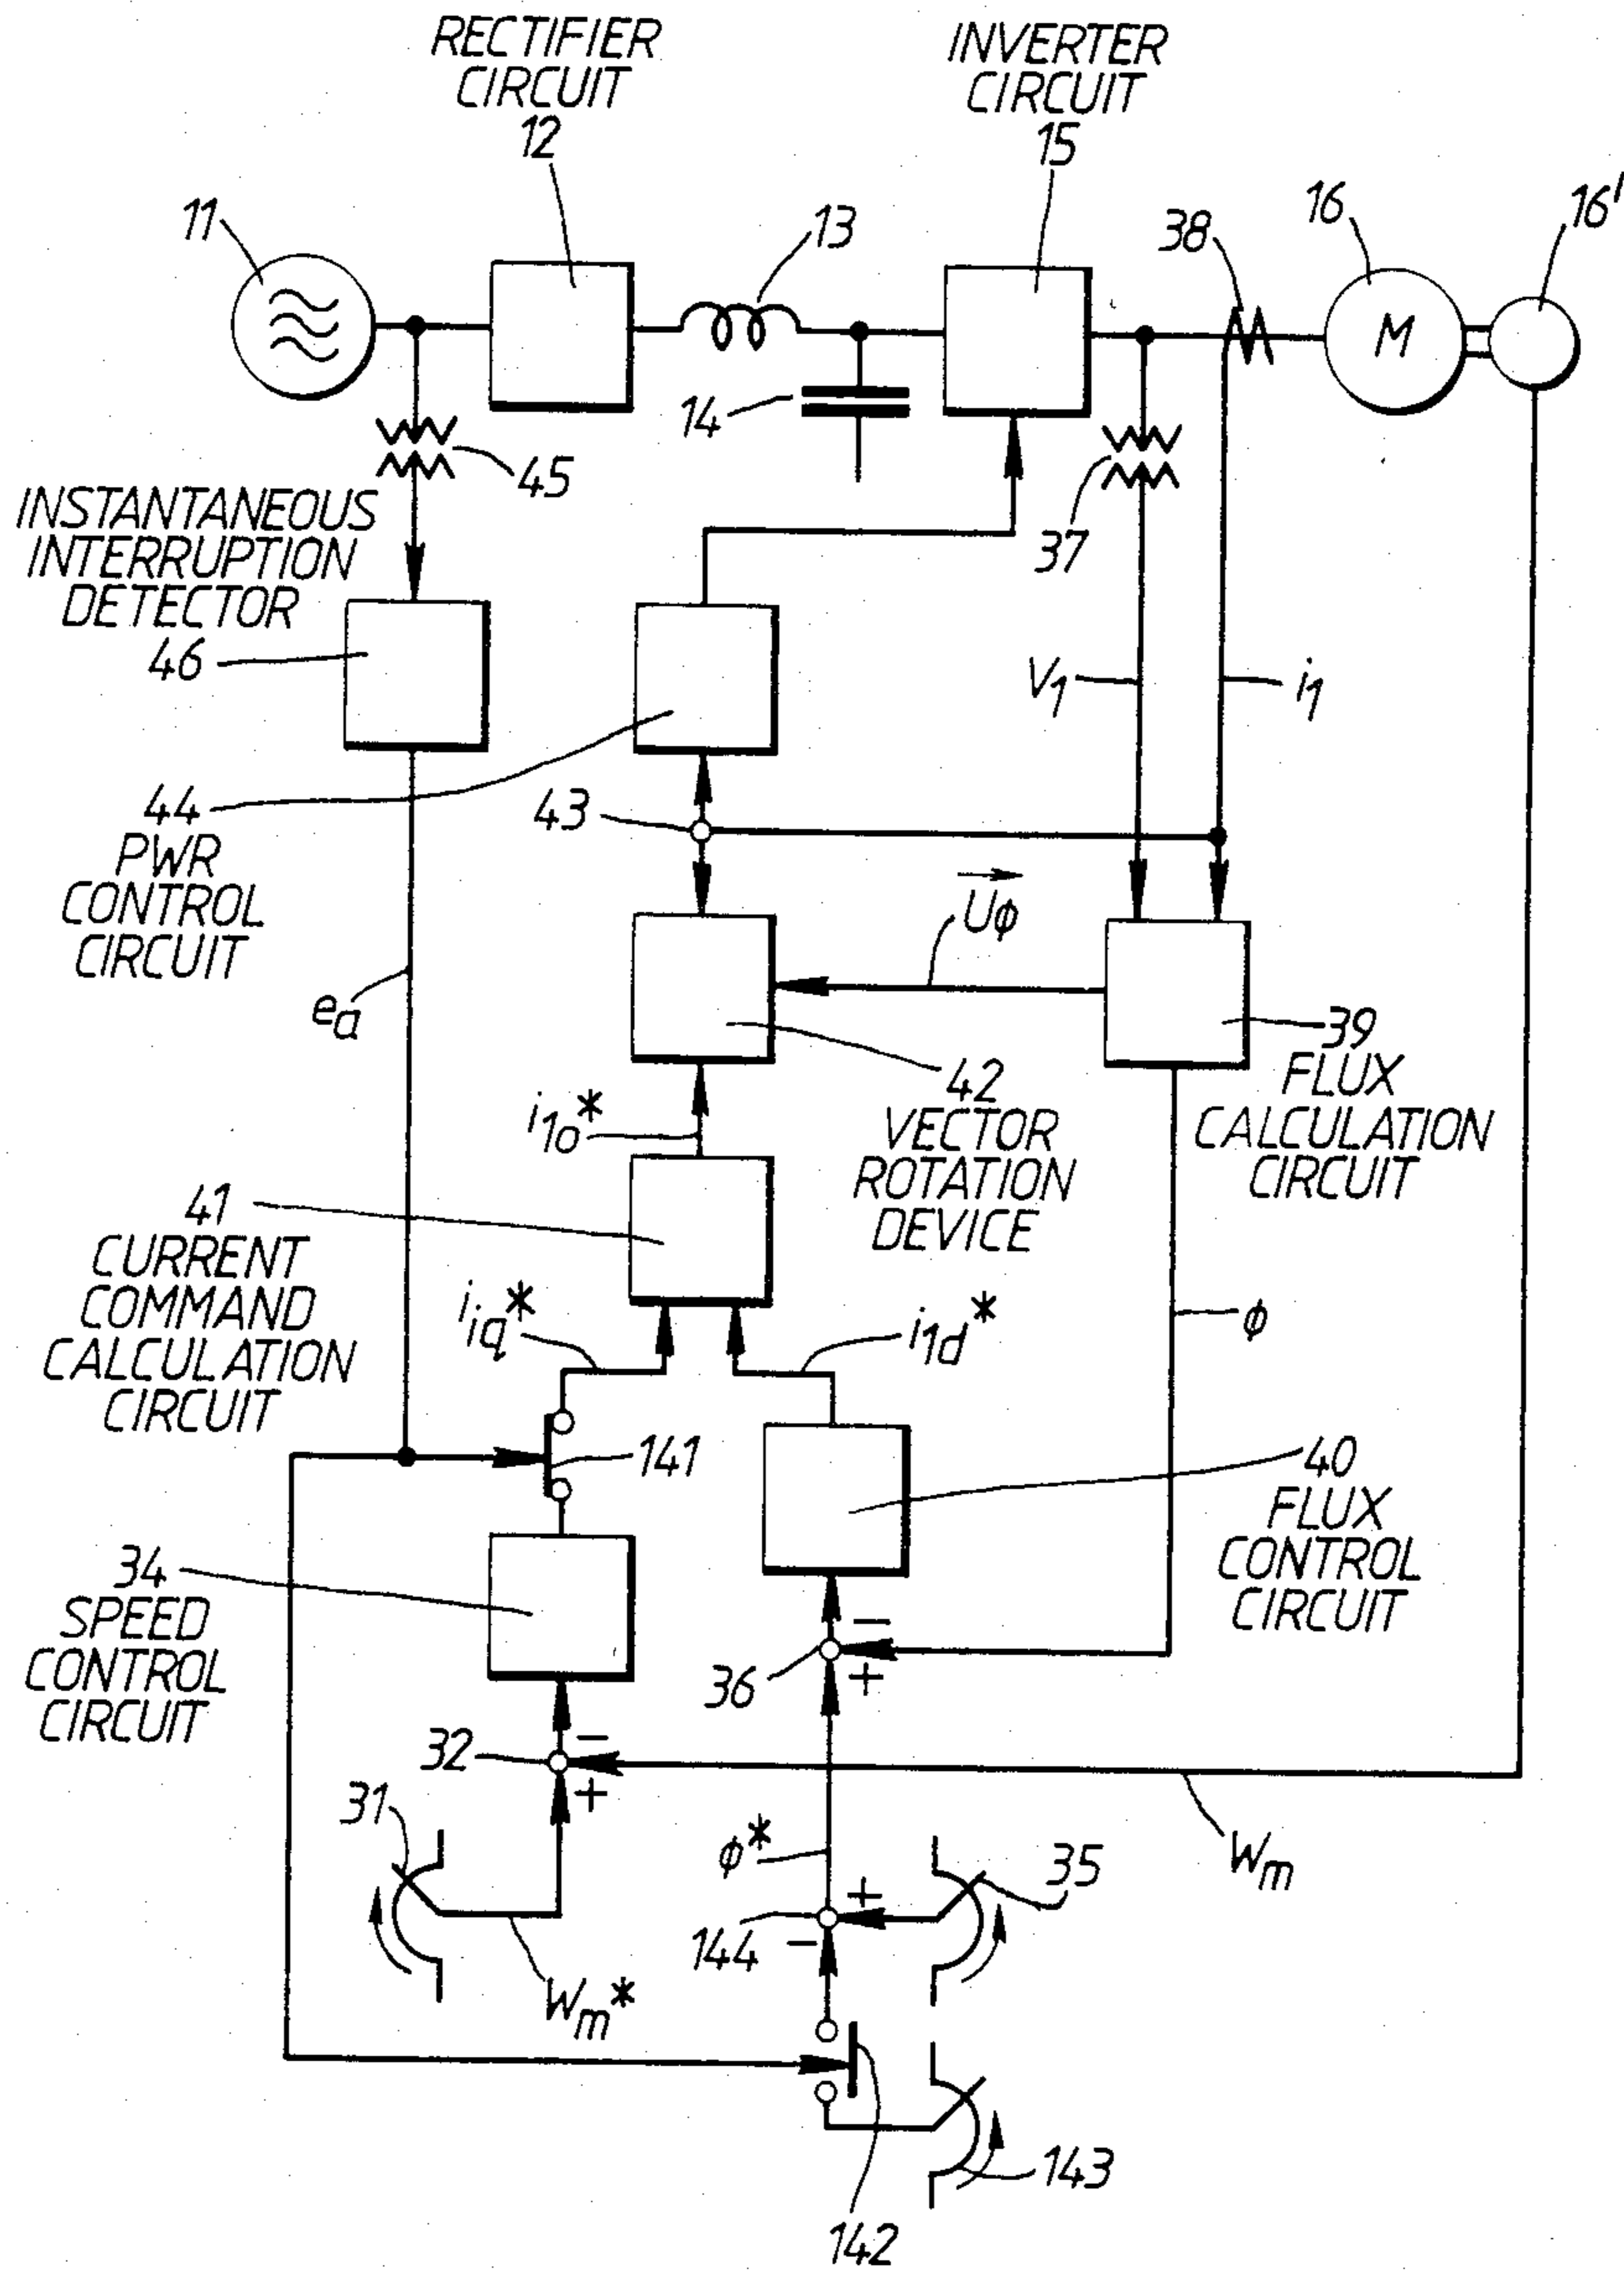 RECTIFIER
CIRCUIT
12
INVERTER
CIRCUIT
15
11
13
38
16
16'
M
14
45
37
INSTANTANEOUS
INTERRUPTION
DETECTOR
46
V1
i1
44
PWR
CONTROL
CIRCUIT
43
Uφ
ea
39
FLUX
CALCULATION
CIRCUIT
42
VECTOR
ROTATION
DEVICE
i1o*
41
CURRENT
COMMAND
CALCULATION
CIRCUIT
iiq*
i1d*
φ
141
40
FLUX
CONTROL
CIRCUIT
34
SPEED
CONTROL
CIRCUIT
−
36
+
32
−
+
31
Wm
φ*
35
+
144
−
Wm*
143
142